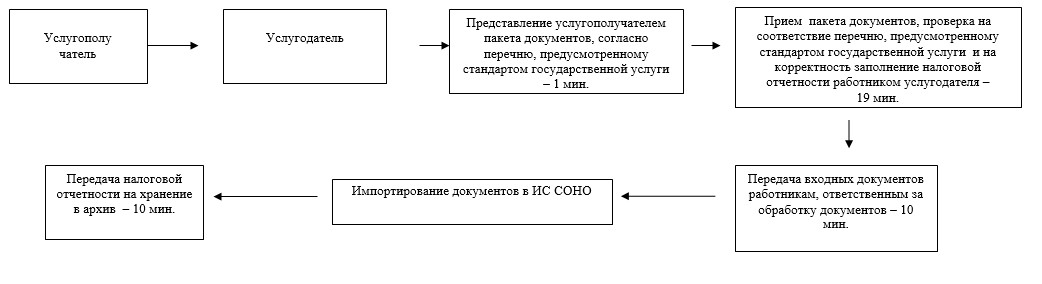 Услугополу
чатель
Услугодатель
Представление услугополучателем
пакета документов, согласно
перечню, предусмотренному
стандартом государственной услуги
– 1 мин.
Прием пакета документов, проверка на
соответствие перечню, предусмотренному
стандартом государственной услуги и на
корректность заполнение налоговой
отчетности работником услугодателя –
19 мин.
Передача входных документов
работникам, ответственным за
обработку документов – 10
мин.
Импортирование документов в ИС СОНО
Передача налоговой
отчетности на хранение
в архив – 10 мин.